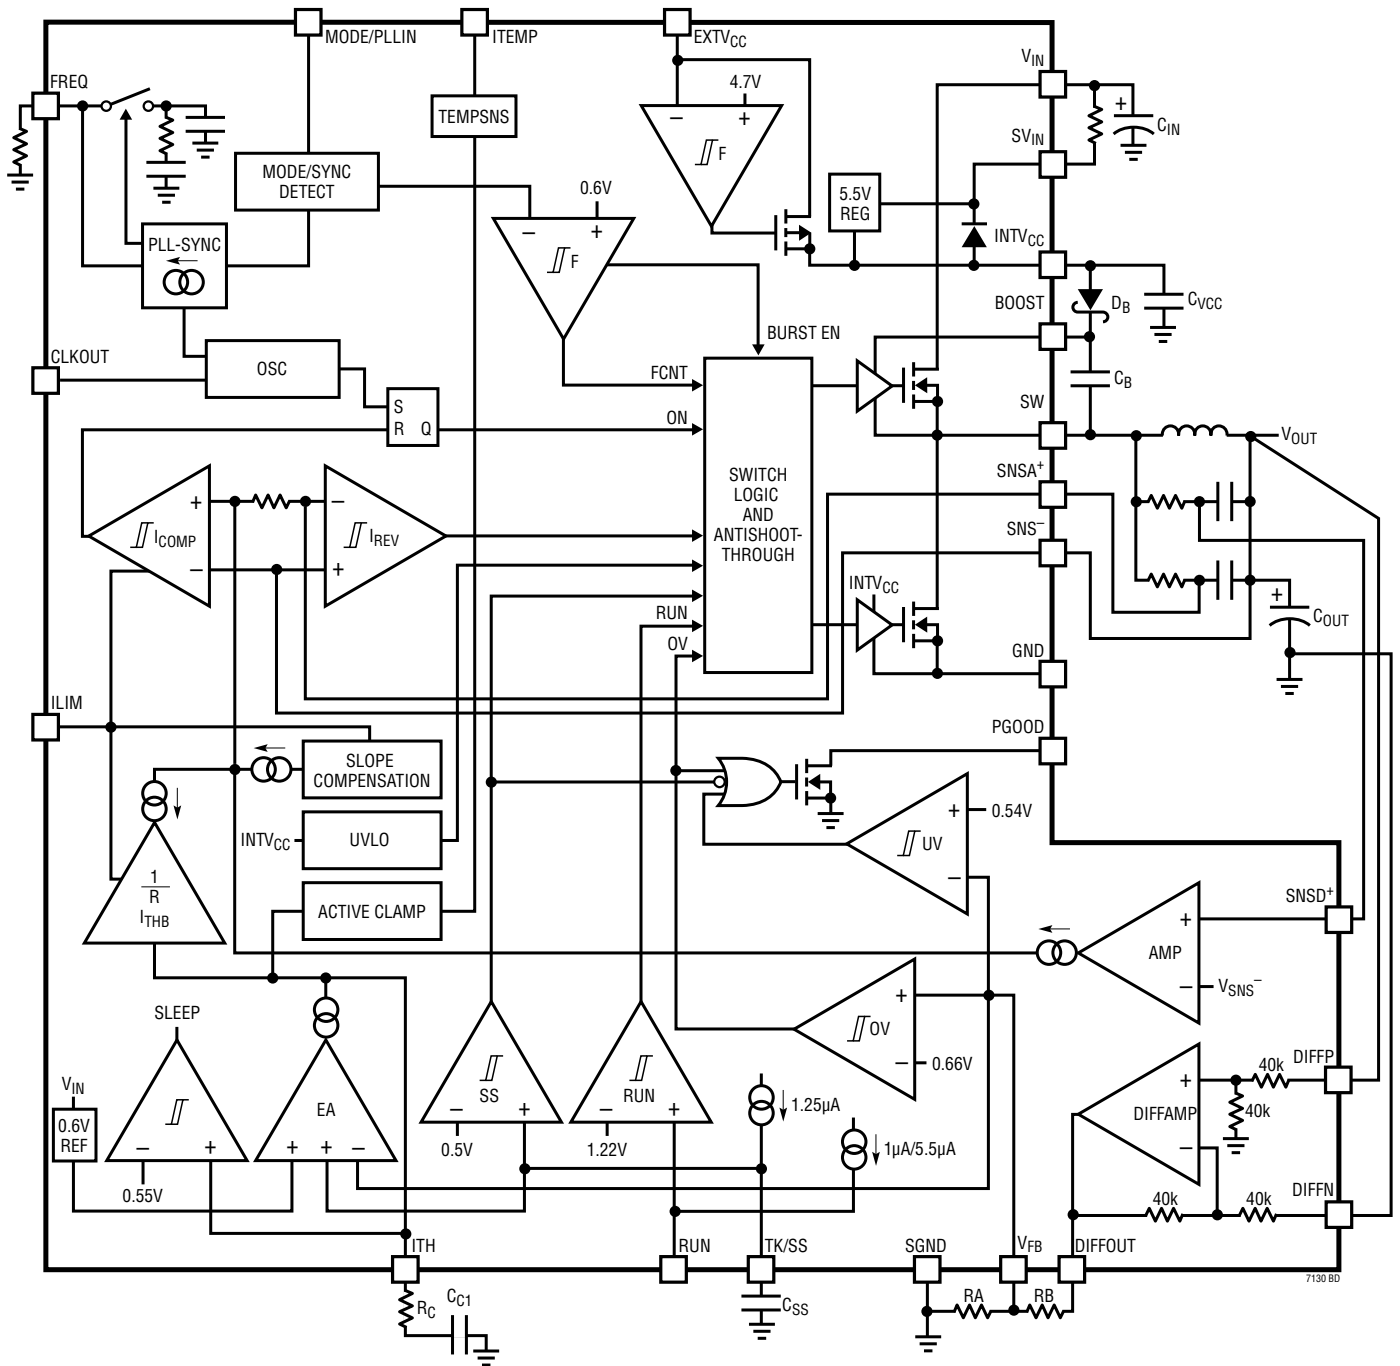 MODE/PLLIN
ITEMP
EXTVCC
VIN
FREQ
4.7V
+
TEMPSNS
−
+
CIN
F
SVIN
MODE/SYNC
DETECT
0.6V
5.5V
REG
PLL-SYNC
−
+
INTVCC
F
BOOST
DB
CVCC
BURST EN
CLKOUT
OSC
FCNT
CB
S
ON
SW
R Q
VOUT
SNSA+
SWITCH
LOGIC
AND
ANTISHOOT-
THROUGH
+
−
ICOMP
IREV
SNS−
−
+
INTVCC
+
RUN
COUT
OV
GND
ILIM
PGOOD
SLOPE
COMPENSATION
+
0.54V
INTVCC
UVLO
UV
1
R
ITHB
−
SNSD+
ACTIVE CLAMP
+
AMP
−
VSNS−
+
SLEEP
OV
−
0.66V
DIFFP
40k
+
VIN
SS
RUN
1.25µA
0.6V
REF
EA
DIFFAMP
40k
−
+
−
+
1µA/5.5µA
−
+
+
+
−
0.5V
1.22V
0.55V
DIFFN
40k
40k
ITH
RUN
TK/SS
SGND
VFB
DIFFOUT
7130 BD
RC
CC1
CSS
RA
RB